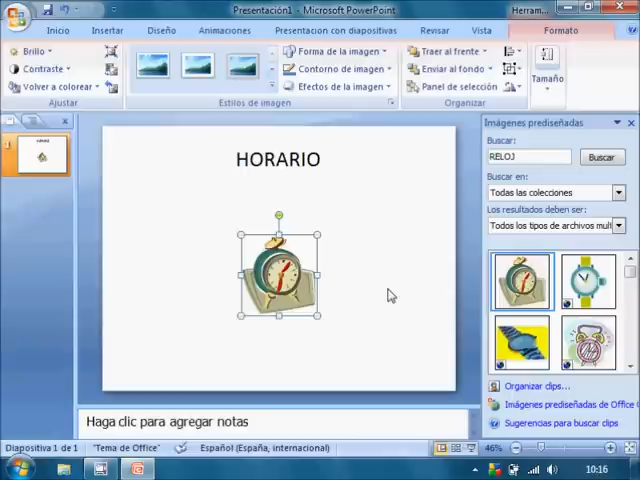 Presentación1 - Microsoft PowerPoint
Herram...
Inicio
Insertar
Diseño
Animaciones
Presentacion con diapositivas
Revisar
Vista
Formato
Brillo
Contraste
Volver a colorear
Ajustar
Estilos de imagen
Forma de la imagen
Contorno de imagen
Efectos de la imagen
Traer al frente
Enviar al fondo
Panel de selección
Organizar
Tamaño
1
HORARIO
HORARIO
Imágenes prediseñadas
Buscar:
RELOJ
Buscar
Buscar en:
Todas las colecciones
Los resultados deben ser:
Todos los tipos de archivos mult
Organizar clips...
Imágenes prediseñadas de Office
Sugerencias para buscar clips
Haga clic para agregar notas
Diapositiva 1 de 1
"Tema de Office"
Español (España, internacional)
46%
10:16